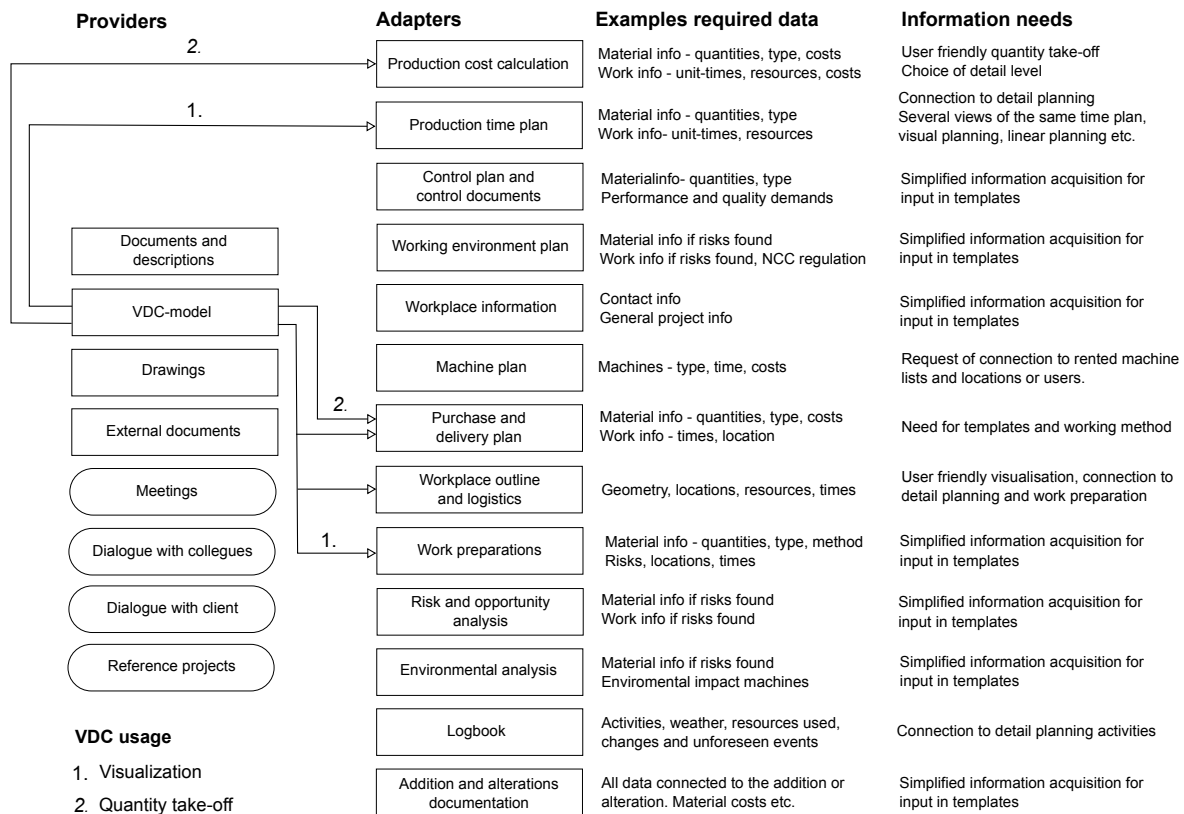 Providers
Adapters
Examples required data
Information needs
2.
Production cost calculation
Material info - quantities, type, costs
Work info - unit-times, resources, costs
User friendly quantity take-off
Choice of detail level
1.
Production time plan
Material info - quantities, type
Work info- unit-times, resources
Connection to detail planning
Several views of the same time plan,
visual planning, linear planning etc.
Control plan and
control documents
Materialinfo- quantities, type
Performance and quality demands
Simplified information acquisition for
input in templates
Documents and
descriptions
Working environment plan
Material info if risks found
Work info if risks found, NCC regulation
Simplified information acquisition for
input in templates
VDC-model
Workplace information
Contact info
General project info
Simplified information acquisition for
input in templates
Drawings
Machine plan
Machines - type, time, costs
Request of connection to rented machine
lists and locations or users.
External documents
2.
Purchase and
delivery plan
Material info - quantities, type, costs
Work info - times, location
Need for templates and working method
Meetings
Workplace outline
and logistics
Geometry, locations, resources, times
User friendly visualisation, connection to
detail planning and work preparation
Dialogue with collegues
1.
Work preparations
Material info - quantities, type, method
Risks, locations, times
Simplified information acquisition for
input in templates
Dialogue with client
Risk and opportunity
analysis
Material info if risks found
Work info if risks found
Simplified information acquisition for
input in templates
Reference projects
Environmental analysis
Material info if risks found
Enviromental impact machines
Simplified information acquisition for
input in templates
VDC usage
1. Visualization
2. Quantity take-off
Logbook
Activities, weather, resources used,
changes and unforeseen events
Connection to detail planning activities
Addition and alterations
documentation
All data connected to the addition or
alteration. Material costs etc.
Simplified information acquisition for
input in templates